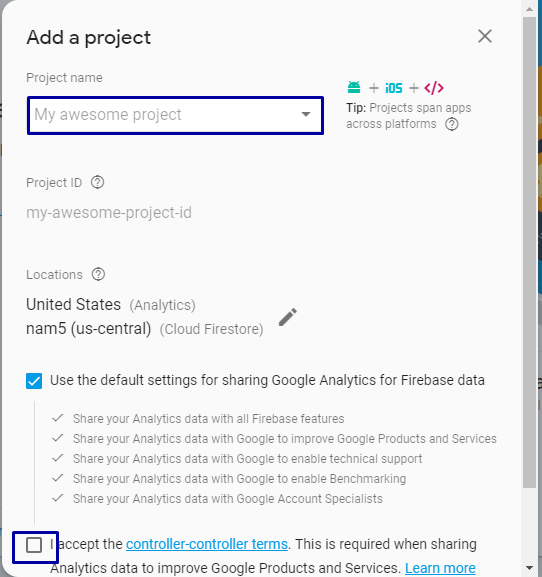 Add a project
Project name
My awesome project
+ iOS + </>
Tip: Projects span apps
across platforms ?
Project ID ?
my-awesome-project-id
Locations ?
United States (Analytics)
nam5 (us-central) (Cloud Firestore)
Use the default settings for sharing Google Analytics for Firebase data
Share your Analytics data with all Firebase features
Share your Analytics data with Google to improve Google Products and Services
Share your Analytics data with Google to enable technical support
Share your Analytics data with Google to enable Benchmarking
Share your Analytics data with Google Account Specialists
I accept the controller-controller terms. This is required when sharing
Analytics data to improve Google Products and Services. Learn more